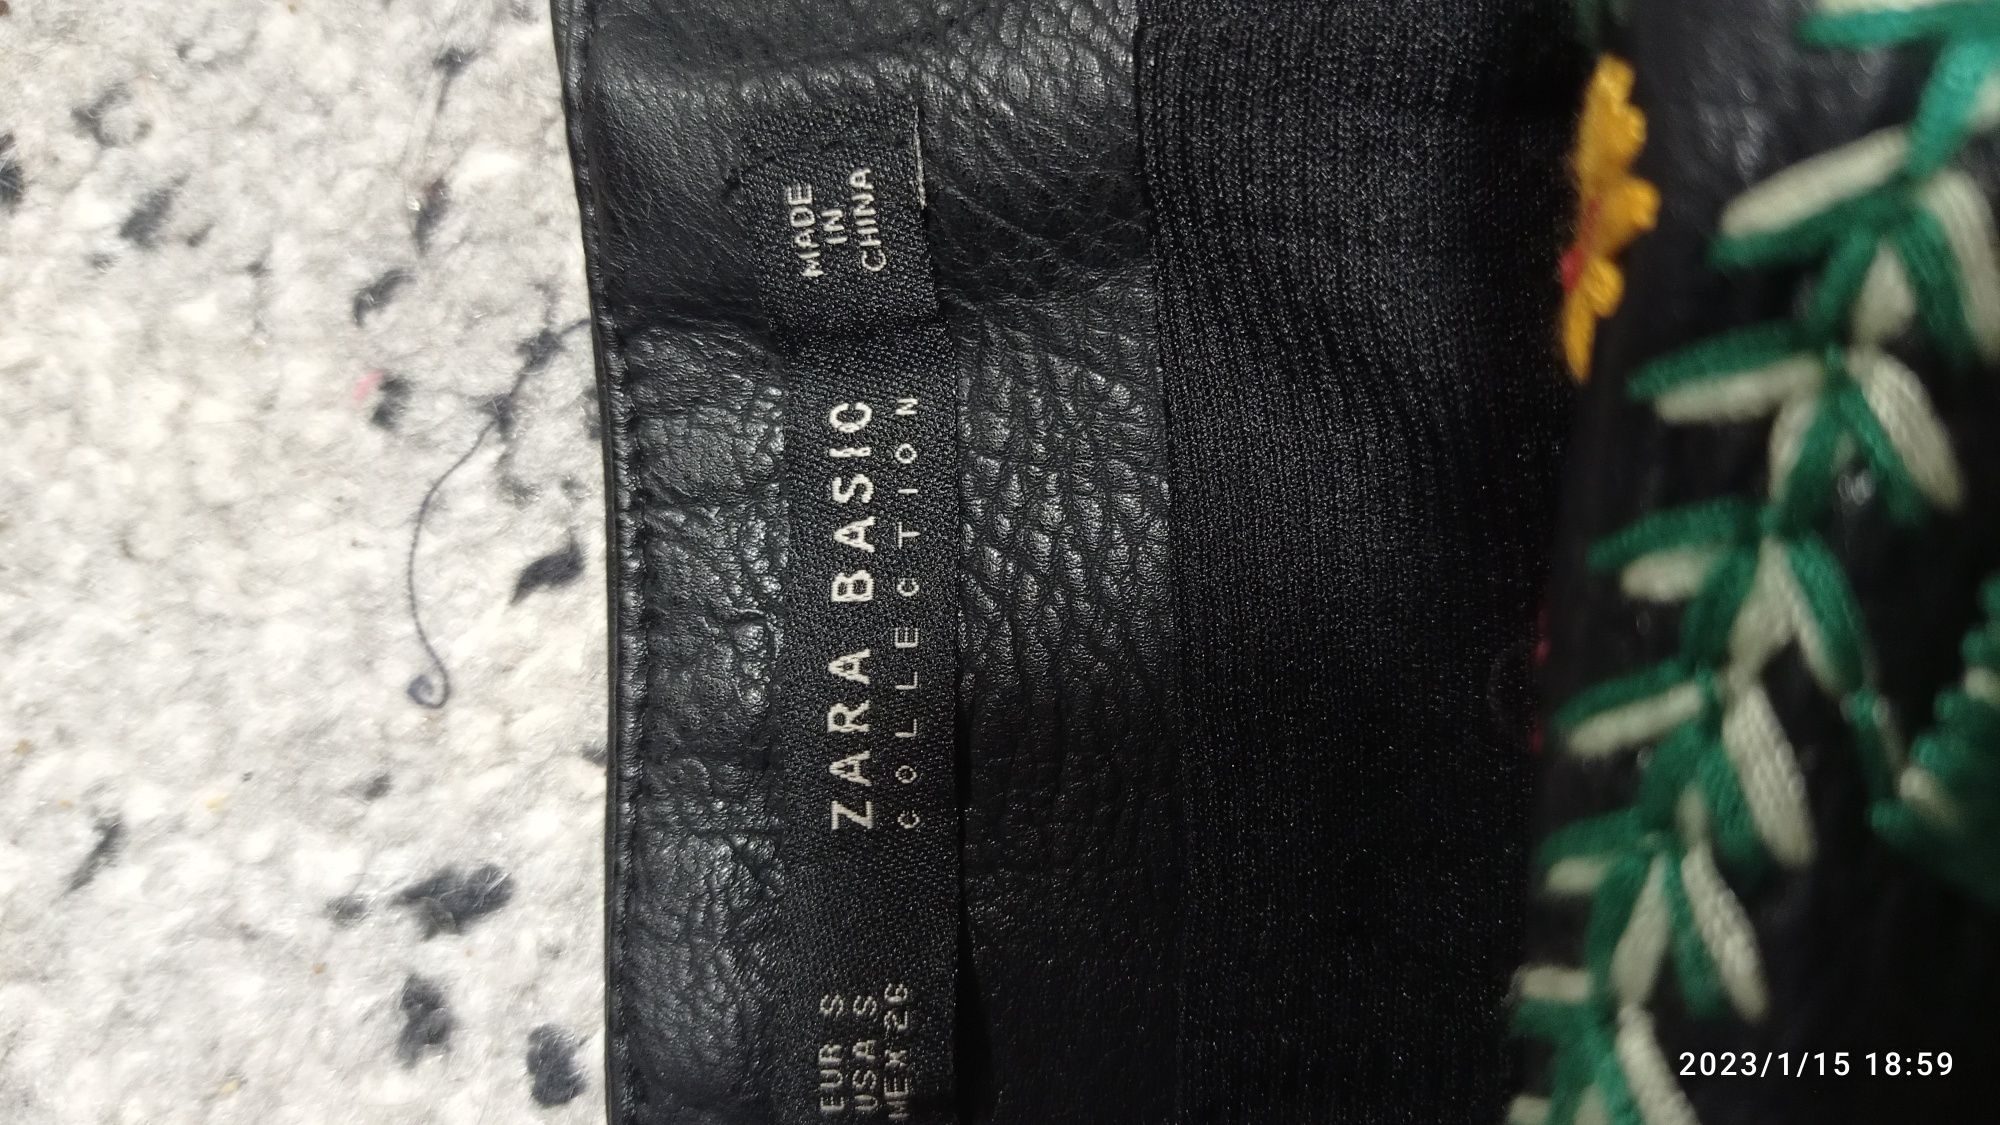 EUR S
USA S
MEX 26
ZARA BASIC
COLLECTION
MADE
IN
CHINA
2023/1/15 18:59